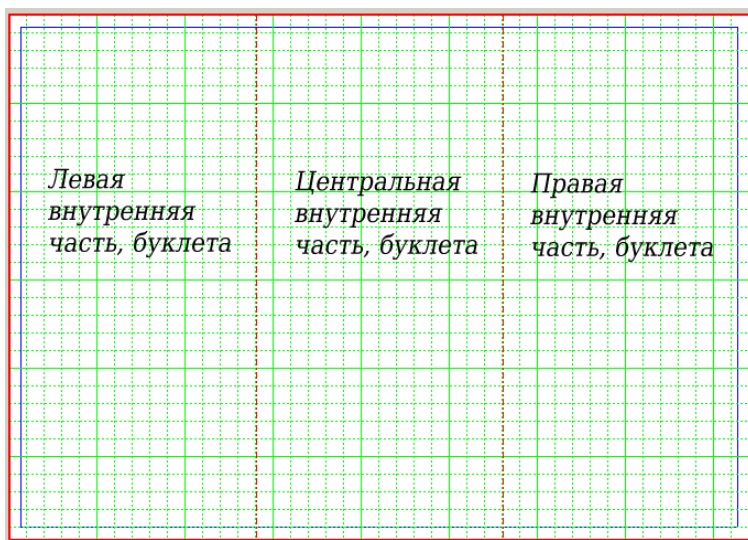 Левая
внутренняя
часть, буклета
Центральная
внутренняя
часть, буклета
Правая
внутренняя
часть, буклета